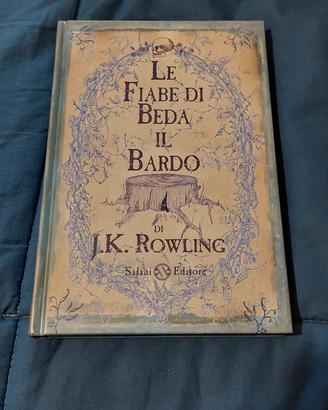 Le
Fiabe di
Beda
il
Bardo
di
J.K. Rowling
Salani Editore